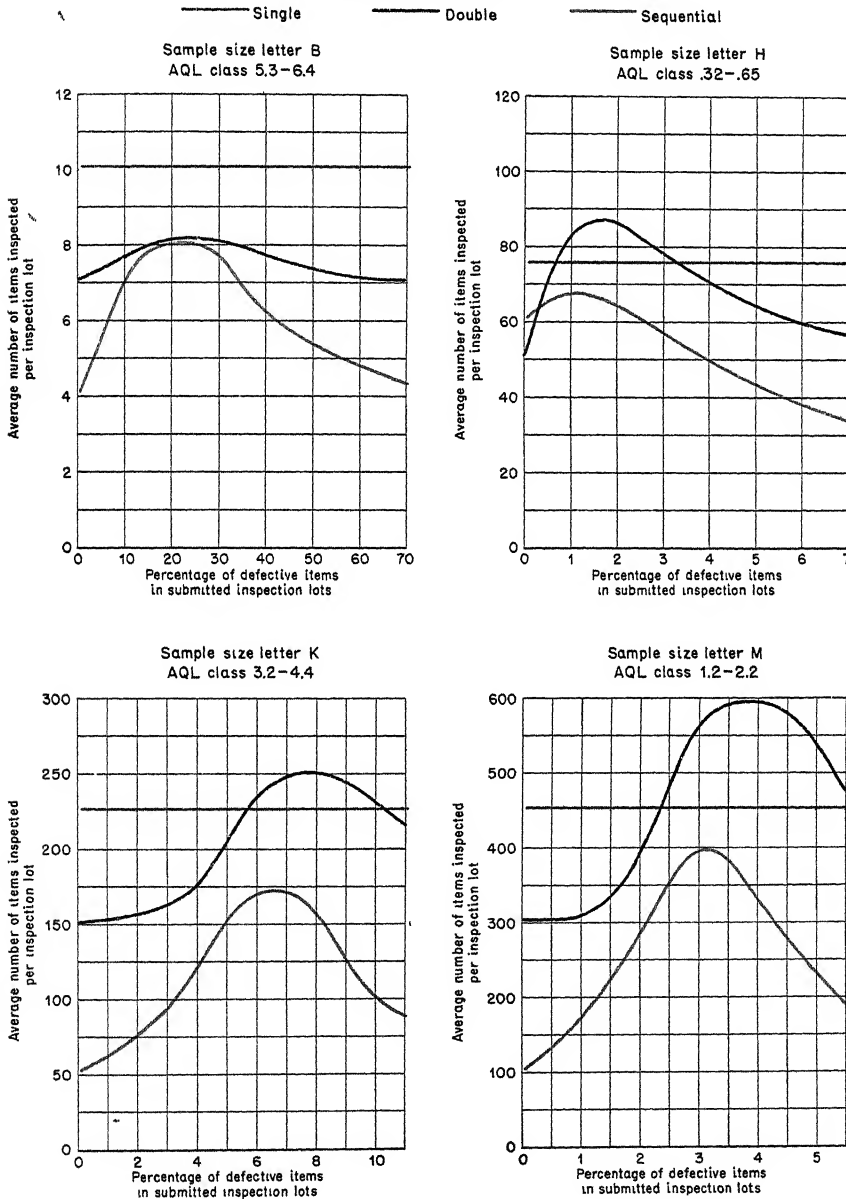 Single Double Sequential
Sample size letter B
AQL class 5.3–6.4
12
10
8
6
4
2
0
Average number of items inspected
per inspection lot
0 10 20 30 40 50 60 70
Percentage of defective items
in submitted inspection lots
Sample size letter H
AQL class .32–.65
120
100
80
60
40
20
0
Average number of items inspected
per inspection lot
0 1 2 3 4 5 6 7
Percentage of defective items
in submitted inspection lots
Sample size letter K
AQL class 3.2–4.4
300
250
200
150
100
50
0
Average number of items inspected
per inspection lot
0 2 4 6 8 10
Percentage of defective items
in submitted inspection lots
Sample size letter M
AQL class 1.2–2.2
600
500
400
300
200
100
0
Average number of items inspected
per inspection lot
0 1 2 3 4 5
Percentage of defective items
in submitted inspection lots